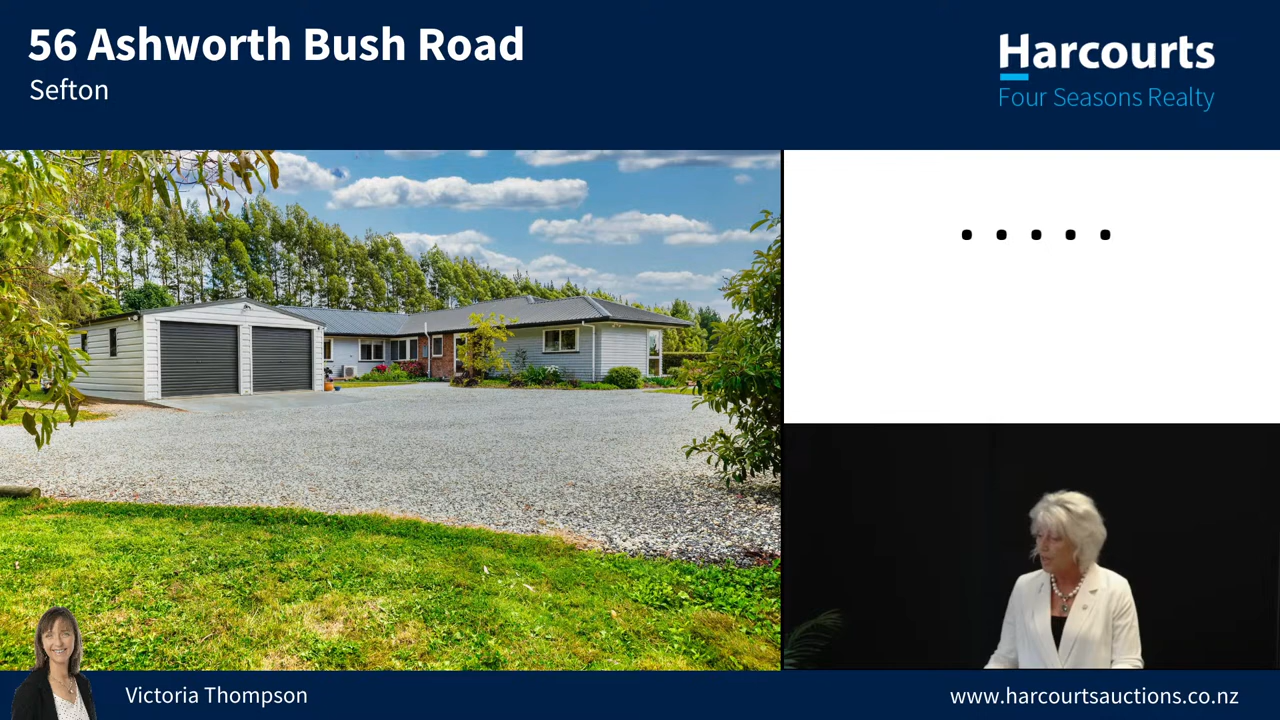 56 Ashworth Bush Road
Sefton
Harcourts
Four Seasons Realty
.....
Victoria Thompson
www.harcourtsauctions.co.nz